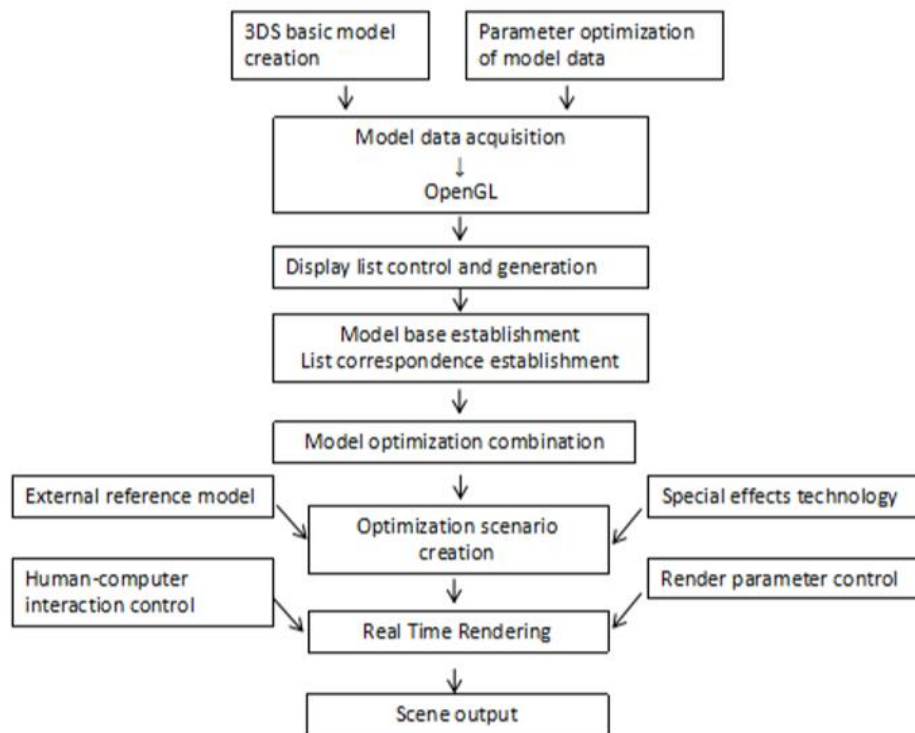 3DS basic model
creation
Parameter optimization
of model data
Model data acquisition
↓
OpenGL
Display list control and generation
Model base establishment
List correspondence establishment
Model optimization combination
External reference model
Special effects technology
Optimization scenario
creation
Human-computer
interaction control
Render parameter control
Real Time Rendering
Scene output